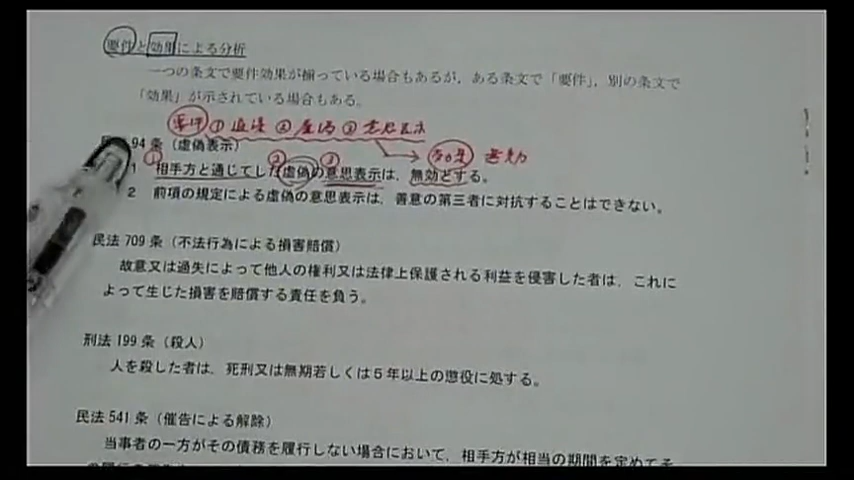 要件と効果による分析
一つの条文で要件効果が揃っている場合もあるが，ある条文で「要件」，別の条文で
「効果」が示されている場合もある。
要件 ① 通謀 ② 虚偽 ③ 意思表示
94条（虚偽表示）
効果 無効
① ② ③
1 相手方と通じてした虚偽の意思表示は，無効とする。
2 前項の規定による虚偽の意思表示は，善意の第三者に対抗することはできない。
民法 709 条（不法行為による損害賠償）
故意又は過失によって他人の権利又は法律上保護される利益を侵害した者は，これに
よって生じた損害を賠償する責任を負う。
刑法 199 条（殺人）
人を殺した者は，死刑又は無期若しくは５年以上の懲役に処する。
民法 541 条（催告による解除）
当事者の一方がその債務を履行しない場合において，相手方が相当の期間を定めてそ